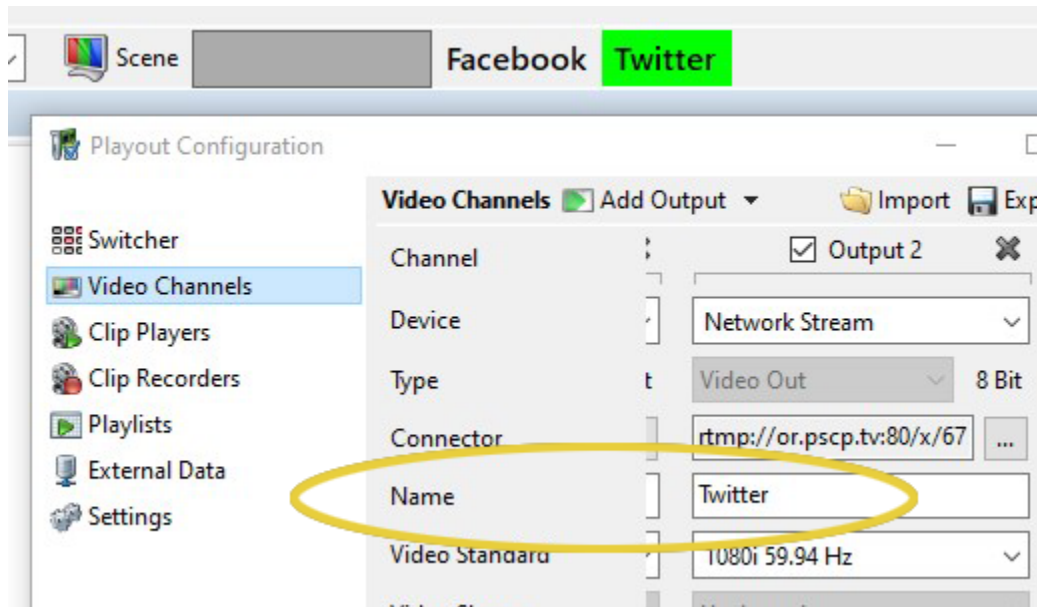 Scene Facebook Twitter
Playout Configuration
Video Channels Add Output Import Exp
Switcher
Video Channels
Clip Players
Clip Recorders
Playlists
External Data
Settings
Channel Output 2
Device Network Stream
Type t Video Out 8 Bit
Connector rtmp://or.pscp.tv:80/x/67 ...
Name Twitter
Video Standard 1080i 59.94 Hz